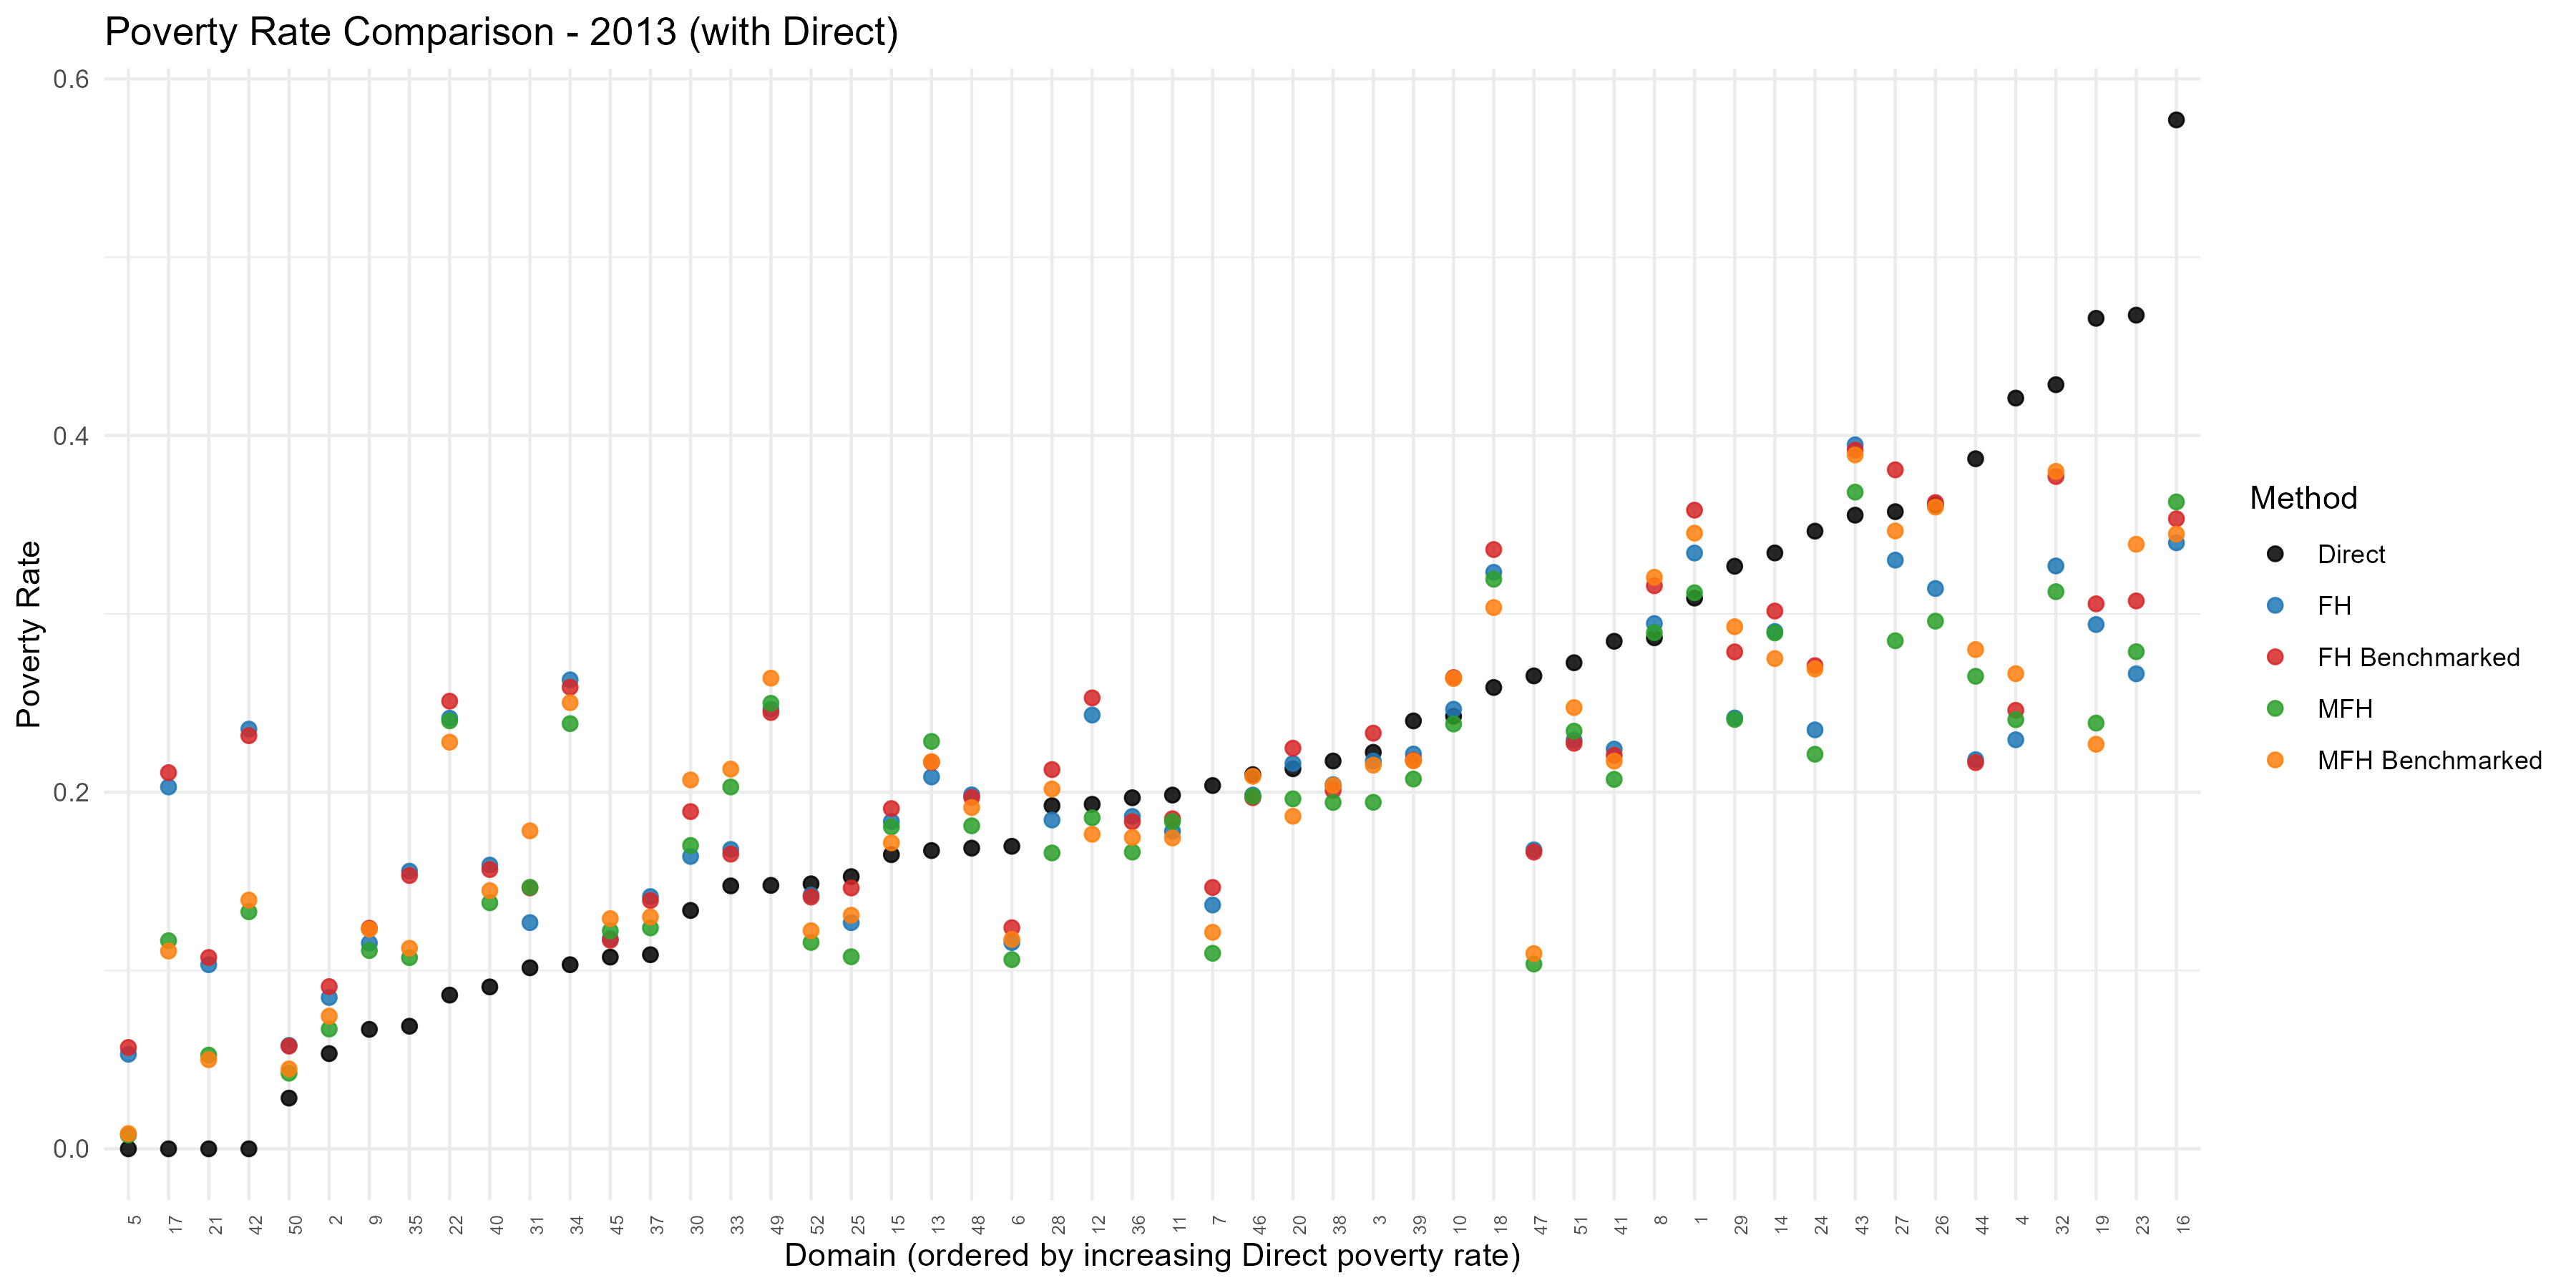 Poverty Rate Comparison - 2013 (with Direct)
Poverty Rate
0.6
0.4
0.2
0.0
5 17 21 42 50 2 9 35 22 40 31 34 45 37 30 33 49 52 25 15 13 48 6 28 12 36 11 7 46 20 38 3 39 10 18 47 51 41 8 1 29 14 24 43 27 26 44 4 32 19 23 16
Domain (ordered by increasing Direct poverty rate)
Method
Direct
FH
FH Benchmarked
MFH
MFH Benchmarked